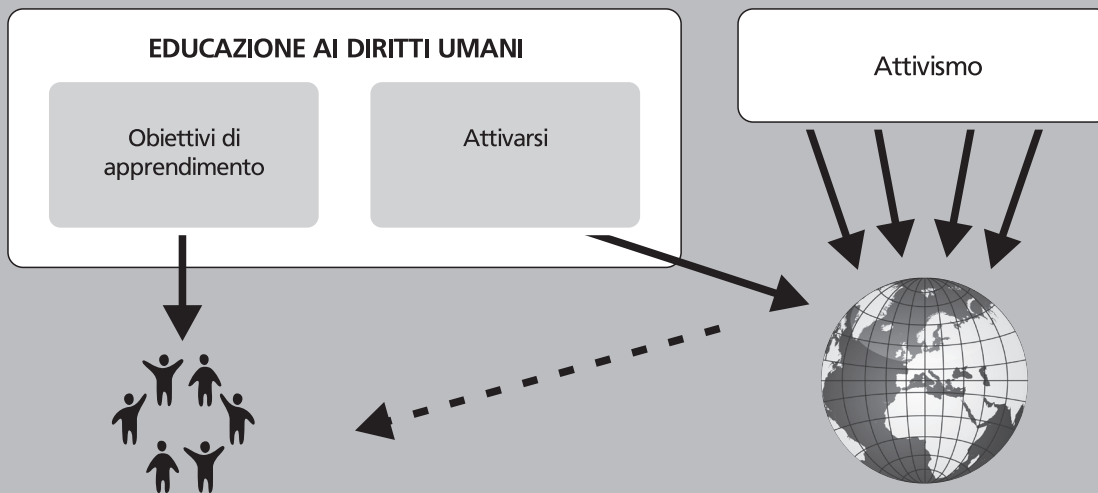 EDUCAZIONE AI DIRITTI UMANI
Obiettivi di
apprendimento
Attivarsi
Attivismo